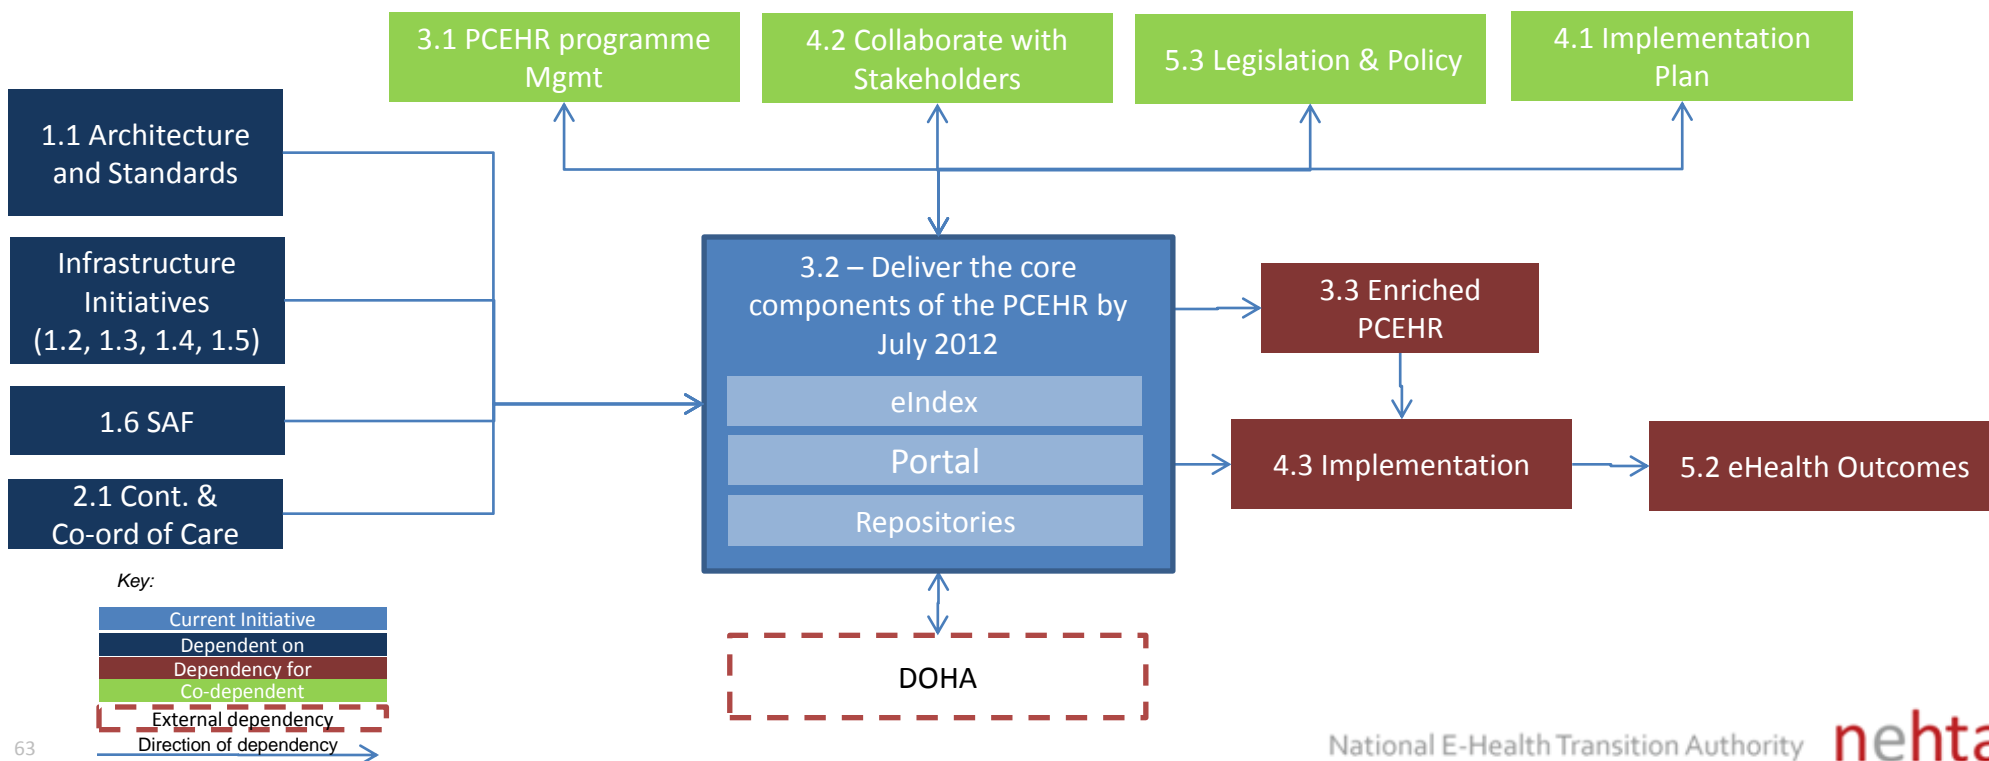 3.1 PCEHR programme
Mgmt
4.2 Collaborate with
Stakeholders
5.3 Legislation & Policy
4.1 Implementation
Plan
1.1 Architecture
and Standards
Infrastructure
Initiatives
(1.2, 1.3, 1.4, 1.5)
1.6 SAF
2.1 Cont. &
Co-ord of Care
3.2 – Deliver the core
components of the PCEHR by
July 2012
eIndex
Portal
Repositories
3.3 Enriched
PCEHR
4.3 Implementation
5.2 eHealth Outcomes
DOHA
Key:
Current Initiative
Dependent on
Dependency for
Co-dependent
External dependency
Direction of dependency
63
National E-Health Transition Authority
nehta